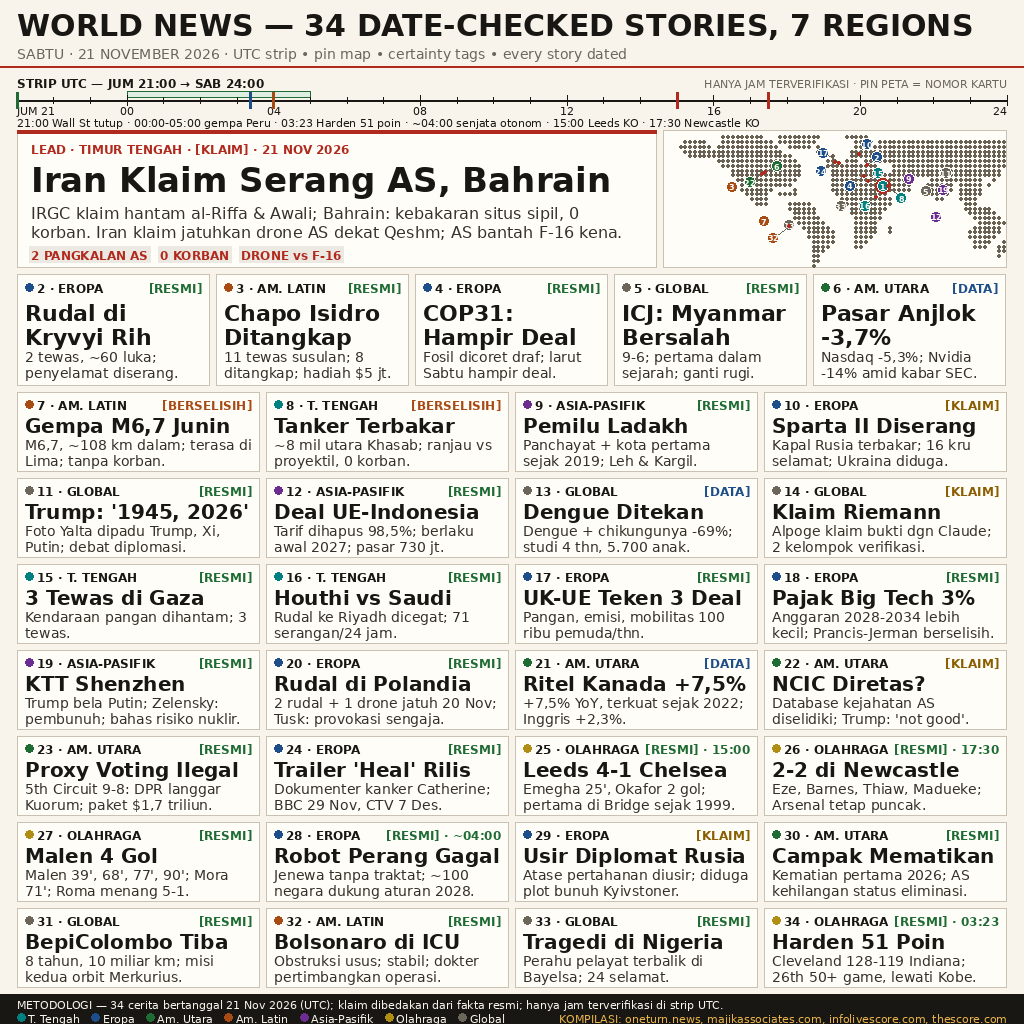 WORLD NEWS — 34 DATE-CHECKED STORIES, 7 REGIONS
SABTU · 21 NOVEMBER 2026 · UTC strip • pin map • certainty tags • every story dated
STRIP UTC — JUM 21:00 → SAB 24:00
HANYA JAM TERVERIFIKASI · PIN PETA = NOMOR KARTU
JUM 21 00 04 08 12 16 20 24
21:00 Wall St tutup · 00:00-05:00 gempa Peru · 03:23 Harden 51 poin · ~04:00 senjata otonom · 15:00 Leeds KO · 17:30 Newcastle KO
LEAD · TIMUR TENGAH · [KLAIM] · 21 NOV 2026
Iran Klaim Serang AS, Bahrain
IRGC klaim hantam al-Riffa & Awali; Bahrain: kebakaran situs sipil, 0
korban. Iran klaim jatuhkan drone AS dekat Qeshm; AS bantah F-16 kena.
2 PANGKALAN AS 0 KORBAN DRONE vs F-16
2 · EROPA [RESMI]
Rudal di
Kryvyi Rih
2 tewas, ~60 luka;
penyelamat diserang.
3 · AM. LATIN [RESMI]
Chapo Isidro
Ditangkap
11 tewas susulan; 8
ditangkap; hadiah $5 jt.
4 · EROPA [RESMI]
COP31:
Hampir Deal
Fosil dicoret draf; larut
Sabtu hampir deal.
5 · GLOBAL [RESMI]
ICJ: Myanmar
Bersalah
9-6; pertama dalam
sejarah; ganti rugi.
6 · AM. UTARA [DATA]
Pasar Anjlok
-3,7%
Nasdaq -5,3%; Nvidia
-14% amid kabar SEC.
7 · AM. LATIN [BERSELISIH]
Gempa M6,7 Junin
M6,7, ~108 km dalam; terasa di
Lima; tanpa korban.
8 · T. TENGAH [BERSELISIH]
Tanker Terbakar
~8 mil utara Khasab; ranjau vs
proyektil, 0 korban.
9 · ASIA-PASIFIK [RESMI]
Pemilu Ladakh
Panchayat + kota pertama
sejak 2019; Leh & Kargil.
10 · EROPA [KLAIM]
Sparta II Diserang
Kapal Rusia terbakar; 16 kru
selamat; Ukraina diduga.
11 · GLOBAL [RESMI]
Trump: '1945, 2026'
Foto Yalta dipadu Trump, Xi,
Putin; debat diplomasi.
12 · ASIA-PASIFIK [RESMI]
Deal UE-Indonesia
Tarif dihapus 98,5%; berlaku
awal 2027; pasar 730 jt.
13 · GLOBAL [DATA]
Dengue Ditekan
Dengue + chikungunya -69%;
studi 4 thn, 5.700 anak.
14 · GLOBAL [KLAIM]
Klaim Riemann
Alpoge klaim bukti dgn Claude;
2 kelompok verifikasi.
15 · T. TENGAH [RESMI]
3 Tewas di Gaza
Kendaraan pangan dihantam; 3
tewas.
16 · T. TENGAH [RESMI]
Houthi vs Saudi
Rudal ke Riyadh dicegat; 71
serangan/24 jam.
17 · EROPA [RESMI]
UK-UE Teken 3 Deal
Pangan, emisi, mobilitas 100
ribu pemuda/thn.
18 · EROPA [RESMI]
Pajak Big Tech 3%
Anggaran 2028-2034 lebih
kecil; Prancis-Jerman berselisih.
19 · ASIA-PASIFIK [RESMI]
KTT Shenzhen
Trump bela Putin; Zelensky:
pembunuh; bahas risiko nuklir.
20 · EROPA [RESMI]
Rudal di Polandia
2 rudal + 1 drone jatuh 20 Nov;
Tusk: provokasi sengaja.
21 · AM. UTARA [DATA]
Ritel Kanada +7,5%
+7,5% YoY, terkuat sejak 2022;
Inggris +2,3%.
22 · AM. UTARA [KLAIM]
NCIC Diretas?
Database kejahatan AS
diselidiki; Trump: 'not good'.
23 · AM. UTARA [RESMI]
Proxy Voting Ilegal
5th Circuit 9-8: DPR langgar
Kuorum; paket $1,7 triliun.
24 · EROPA [RESMI]
Trailer 'Heal' Rilis
Dokumenter kanker Catherine;
BBC 29 Nov, CTV 7 Des.
25 · OLAHRAGA [RESMI] · 15:00
Leeds 4-1 Chelsea
Emegha 25', Okafor 2 gol;
pertama di Bridge sejak 1999.
26 · OLAHRAGA [RESMI] · 17:30
2-2 di Newcastle
Eze, Barnes, Thiaw, Madueke;
Arsenal tetap puncak.
27 · OLAHRAGA [RESMI]
Malen 4 Gol
Malen 39', 68', 77', 90'; Mora
71'; Roma menang 5-1.
28 · EROPA [RESMI] · ~04:00
Robot Perang Gagal
Jenewa tanpa traktat; ~100
negara dukung aturan 2028.
29 · EROPA [KLAIM]
Usir Diplomat Rusia
Atase pertahanan diusir; diduga
plot bunuh Kyivstoner.
30 · AM. UTARA [RESMI]
Campak Mematikan
Kematian pertama 2026; AS
kehilangan status eliminasi.
31 · GLOBAL [RESMI]
BepiColombo Tiba
8 tahun, 10 miliar km; misi
kedua orbit Merkurius.
32 · AM. LATIN [RESMI]
Bolsonaro di ICU
Obstruksi usus; stabil; dokter
pertimbangkan operasi.
33 · GLOBAL [RESMI]
Tragedi di Nigeria
Perahu pelayat terbalik di
Bayelsa; 24 selamat.
34 · OLAHRAGA [RESMI] · 03:23
Harden 51 Poin
Cleveland 128-119 Indiana;
26th 50+ game, lewati Kobe.
METODOLOGI — 34 cerita bertanggal 21 Nov 2026 (UTC); klaim dibedakan dari fakta resmi; hanya jam terverifikasi di strip UTC.
T. Tengah Eropa Am. Utara Am. Latin Asia-Pasifik Olahraga Global
KOMPILASI: oneturn.news, majikassociates.com, infolivescore.com, thescore.com